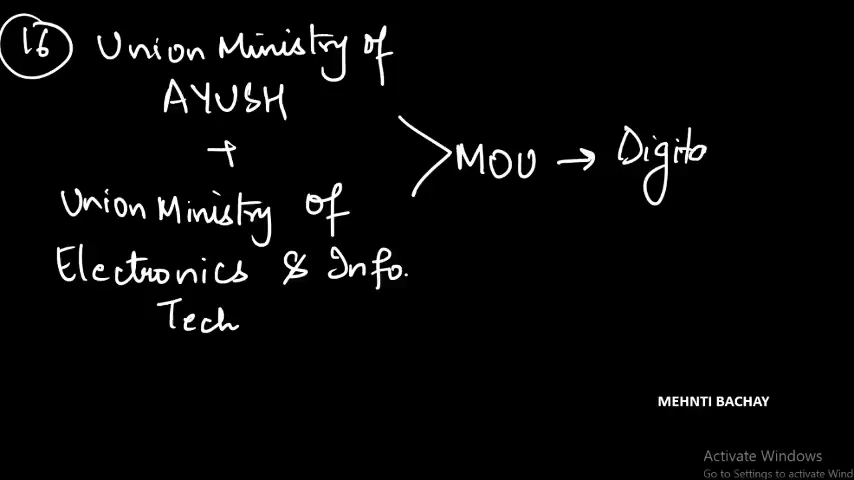 16 Union Ministry of
AYUSH
+
Union Ministry of
Electronics & Info.
Tech
MOU → Digito
MEHNTI BACHAY
Activate Windows
Go to Settings to activate Wind